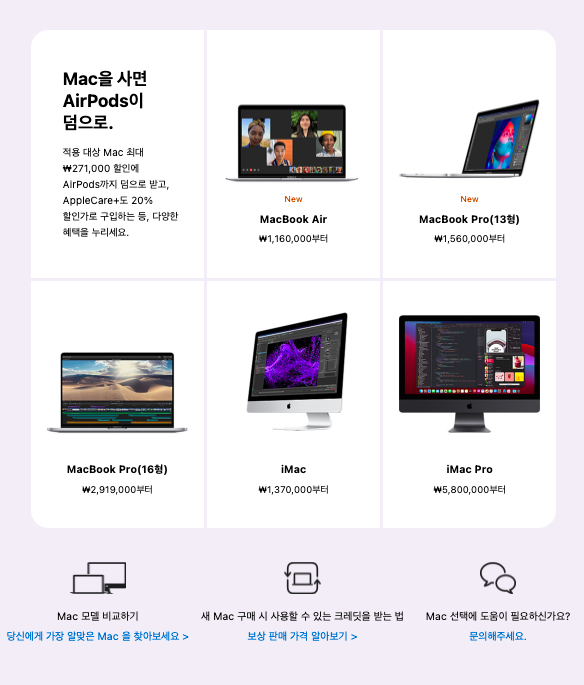 Mac을 사면
AirPods이
덤으로.
적용 대상 Mac 최대
₩271,000 할인에
AirPods까지 덤으로 받고,
AppleCare+도 20%
할인가로 구입하는 등, 다양한
혜택을 누리세요.
New
MacBook Air
₩1,160,000부터
New
MacBook Pro(13형)
₩1,560,000부터
MacBook Pro(16형)
₩2,919,000부터
iMac
₩1,370,000부터
iMac Pro
₩5,800,000부터
Mac 모델 비교하기
당신에게 가장 알맞은 Mac 을 찾아보세요 >
새 Mac 구매 시 사용할 수 있는 크레딧을 받는 법
보상 판매 가격 알아보기 >
Mac 선택에 도움이 필요하신가요?
문의해주세요.